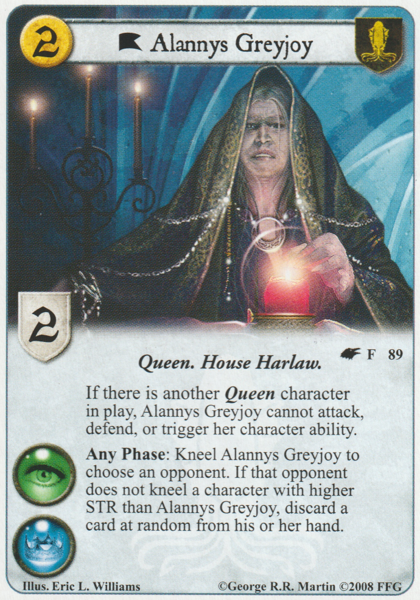 2
Alannys Greyjoy
2
Queen. House Harlaw.
F 89
If there is another Queen character
in play, Alannys Greyjoy cannot attack,
defend, or trigger her character ability.
Any Phase: Kneel Alannys Greyjoy to
choose an opponent. If that opponent
does not kneel a character with higher
STR than Alannys Greyjoy, discard a
card at random from his or her hand.
Illus. Eric L. Williams
©George R.R. Martin ©2008 FFG